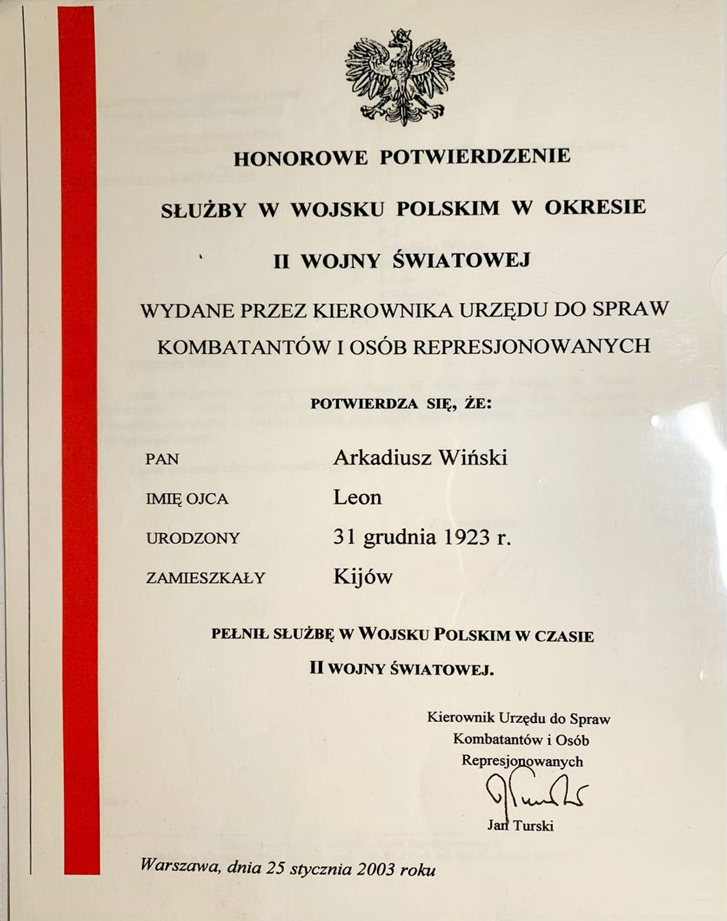 HONOROWE POTWIERDZENIE
SŁUŻBY W WOJSKU POLSKIM W OKRESIE
II WOJNY ŚWIATOWEJ
WYDANE PRZEZ KIEROWNIKA URZĘDU DO SPRAW
KOMBATANTÓW I OSÓB REPRESJONOWANYCH
POTWIERDZA SIĘ, ŻE:
PAN Arkadiusz Wiński
IMIĘ OJCA Leon
URODZONY 31 grudnia 1923 r.
ZAMIESZKAŁY Kijów
PEŁNIŁ SŁUŻBĘ W WOJSKU POLSKIM W CZASIE
II WOJNY ŚWIATOWEJ.
Kierownik Urzędu do Spraw
Kombatantów i Osób
Represjonowanych
Jan Turski
Warszawa, dnia 25 stycznia 2003 roku